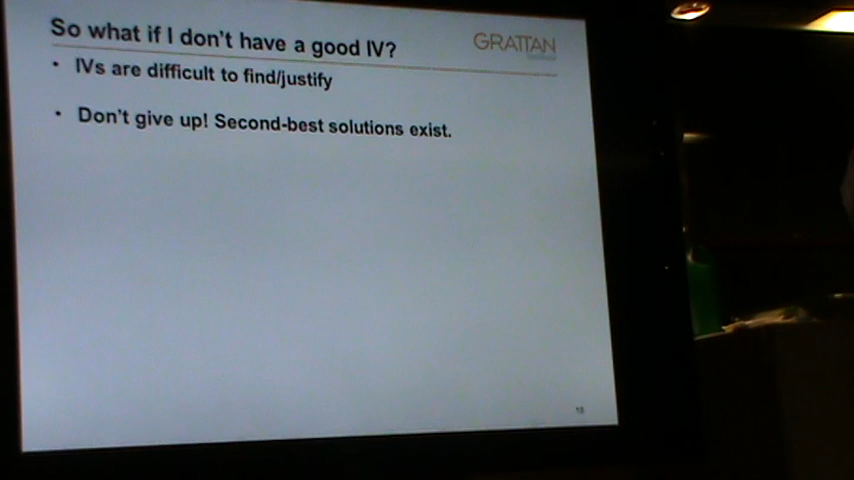 So what if I don't have a good IV?
GRATTAN
• IVs are difficult to find/justify
• Don't give up! Second-best solutions exist.